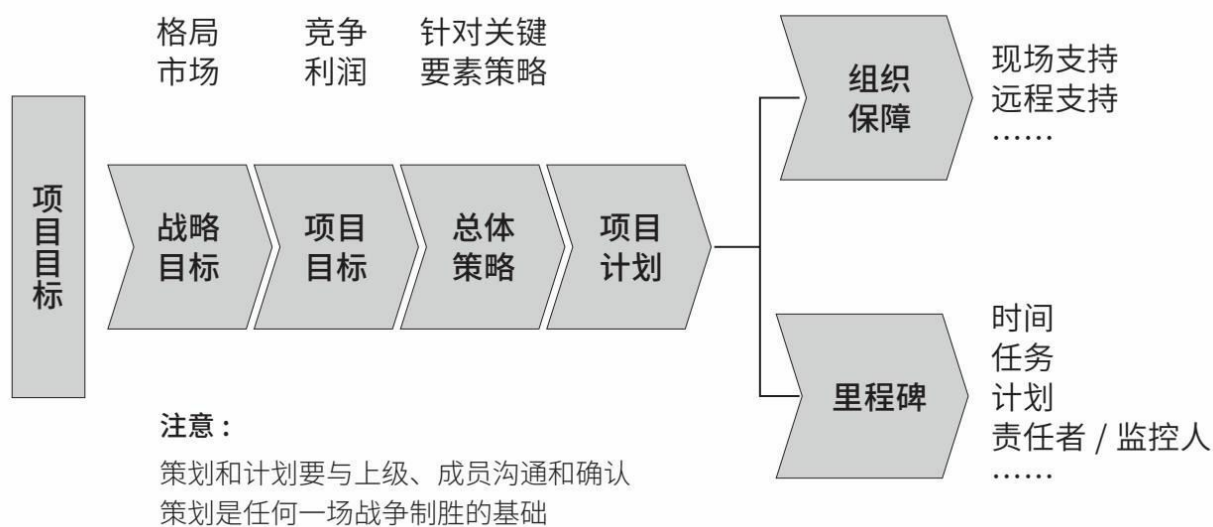 格局
市场
竞争
利润
针对关键
要素策略
项目目标
战略
目标
项目
目标
总体
策略
项目
计划
组织
保障
现场支持
远程支持
……
里程碑
时间
任务
计划
责任者 / 监控人
……
注意：
策划和计划要与上级、成员沟通和确认
策划是任何一场战争制胜的基础